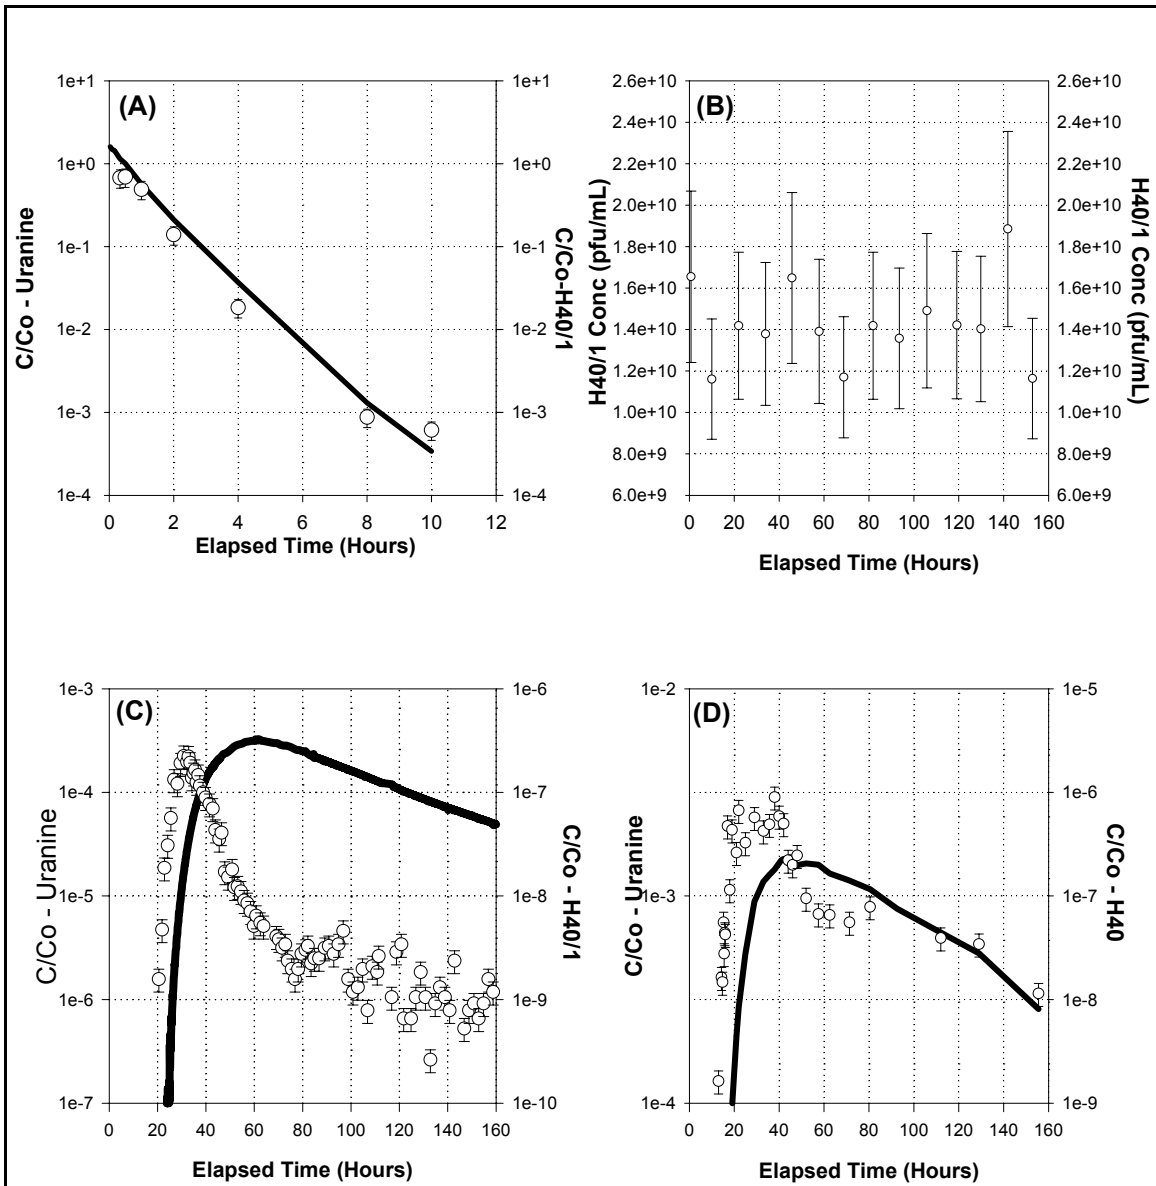 (A)
1e+1
1e+0
1e-1
1e-2
1e-3
1e-4
C/Co - Uranine
1e+1
1e+0
1e-1
1e-2
1e-3
1e-4
C/Co-H40/1
0 2 4 6 8 10 12
Elapsed Time (Hours)
(B)
2.6e+10
2.4e+10
2.2e+10
2.0e+10
1.8e+10
1.6e+10
1.4e+10
1.2e+10
1.0e+10
8.0e+9
6.0e+9
H40/1 Conc (pfu/mL)
2.6e+10
2.4e+10
2.2e+10
2.0e+10
1.8e+10
1.6e+10
1.4e+10
1.2e+10
1.0e+10
8.0e+9
6.0e+9
H40/1 Conc
(pfu/mL)
0 20 40 60 80 100 120 140 160
Elapsed Time (Hours)
(C)
1e-3
1e-4
1e-5
1e-6
1e-7
C/Co - Uranine
1e-6
1e-7
1e-8
1e-9
1e-10
C/Co - H40/1
0 20 40 60 80 100 120 140 160
Elapsed Time (Hours)
(D)
1e-2
1e-3
1e-4
C/Co - Uranine
1e-5
1e-6
1e-7
1e-8
1e-9
C/Co - H40
0 20 40 60 80 100 120 140 160
Elapsed Time (Hours)